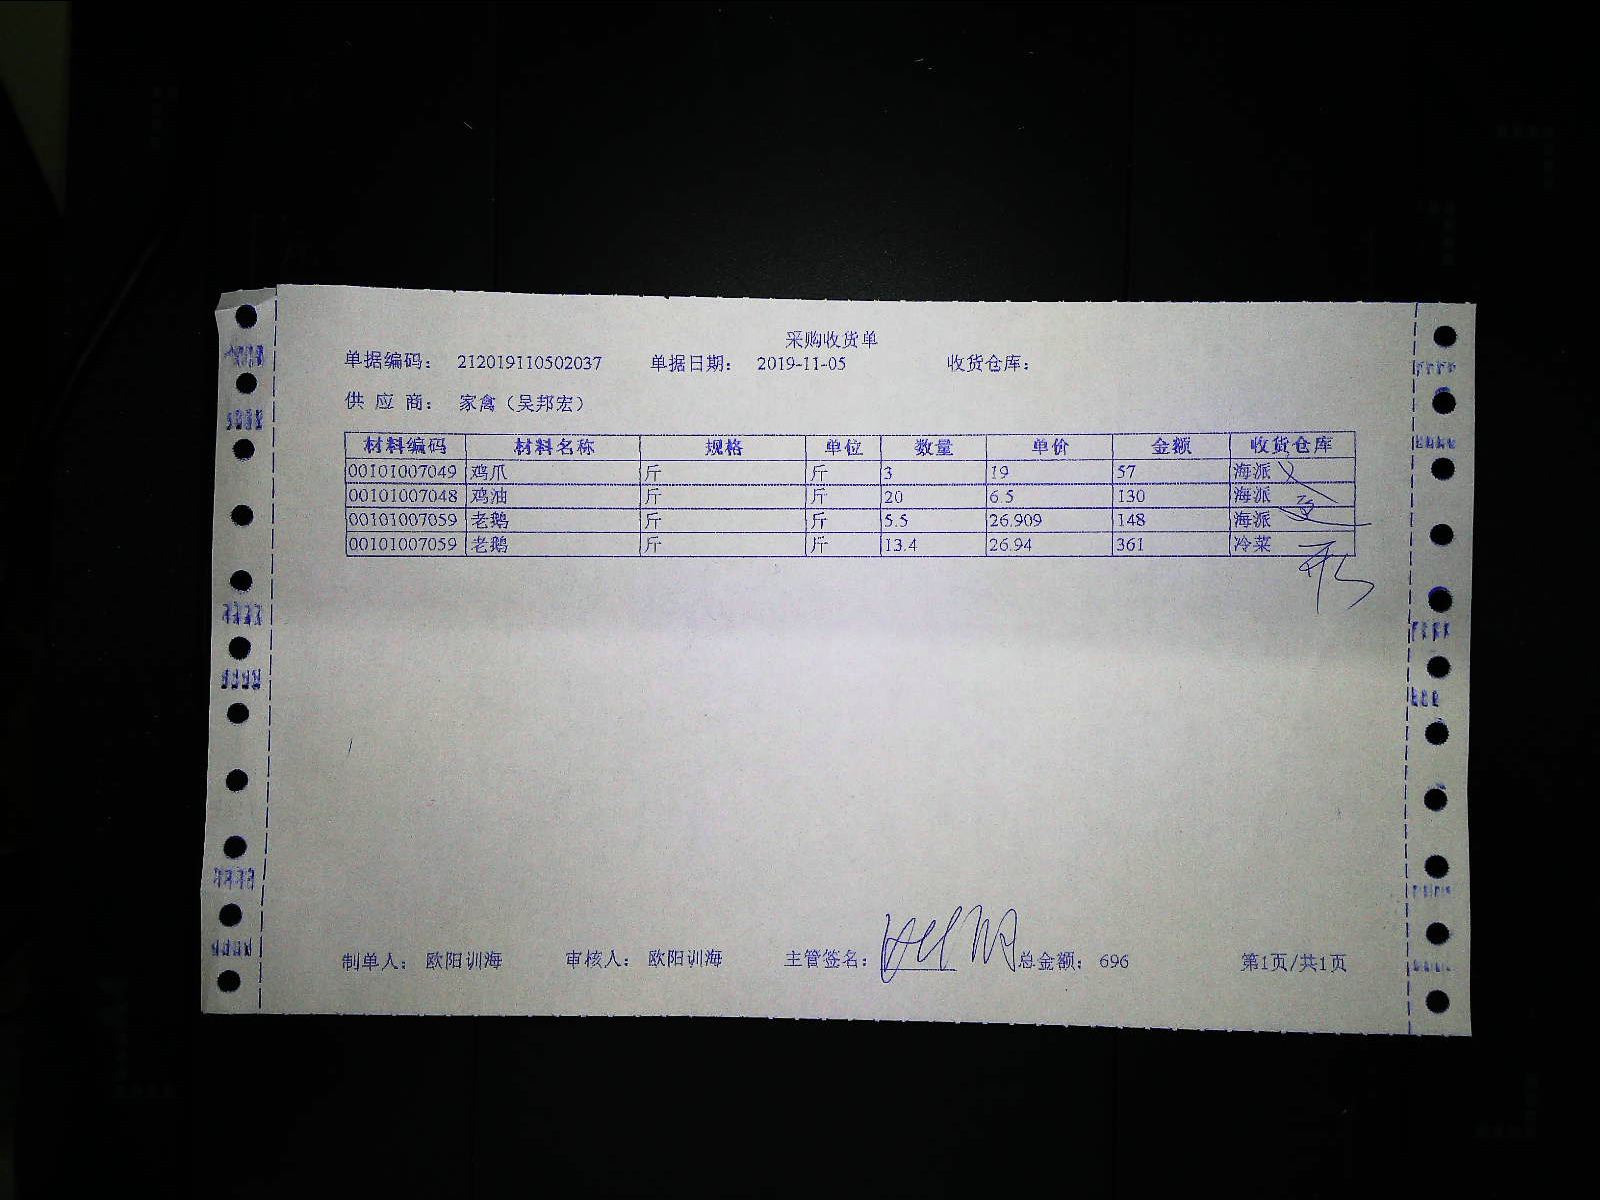 采购收货单
单据编码： 212019110502037 单据日期： 2019-11-05 收货仓库：
供 应 商： 家禽（吴邦宏）
材料编码 材料名称 规格 单位 数量 单价 金额 收货仓库
00101007049 鸡爪 斤 斤 3 19 57 海派
00101007048 鸡油 斤 斤 20 6.5 130 海派
00101007059 老鹅 斤 斤 5.5 26.909 148 海派
00101007059 老鹅 斤 斤 13.4 26.94 361 冷菜
制单人： 欧阳训海 审核人： 欧阳训海 主管签名： 总金额： 696 第1页/共1页